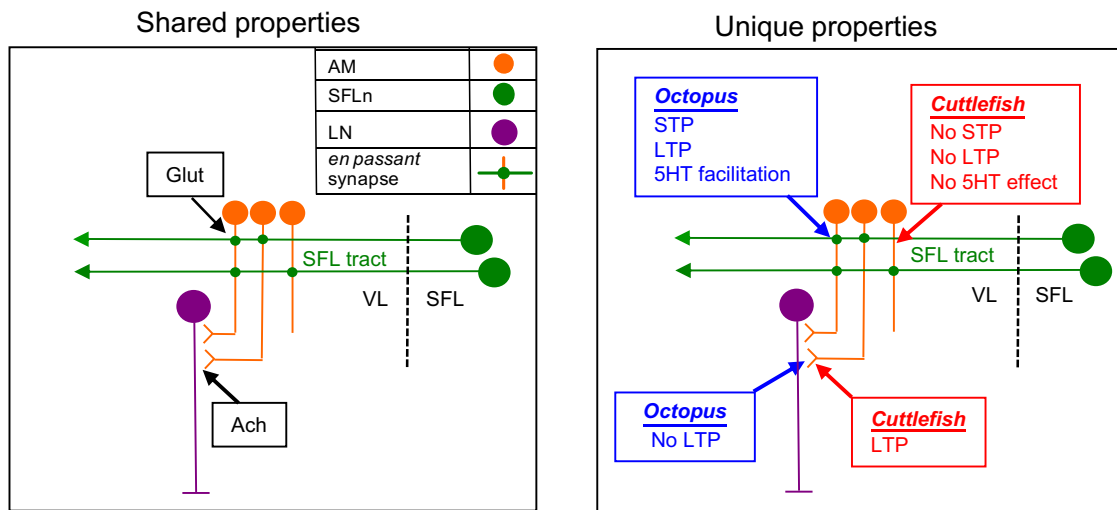 Shared properties
AM
SFLn
LN
en passant
synapse
Glut
SFL tract
VL
SFL
Ach
Unique properties
Octopus
STP
LTP
5HT facilitation
Cuttlefish
No STP
No LTP
No 5HT effect
SFL tract
VL
SFL
Octopus
No LTP
Cuttlefish
LTP